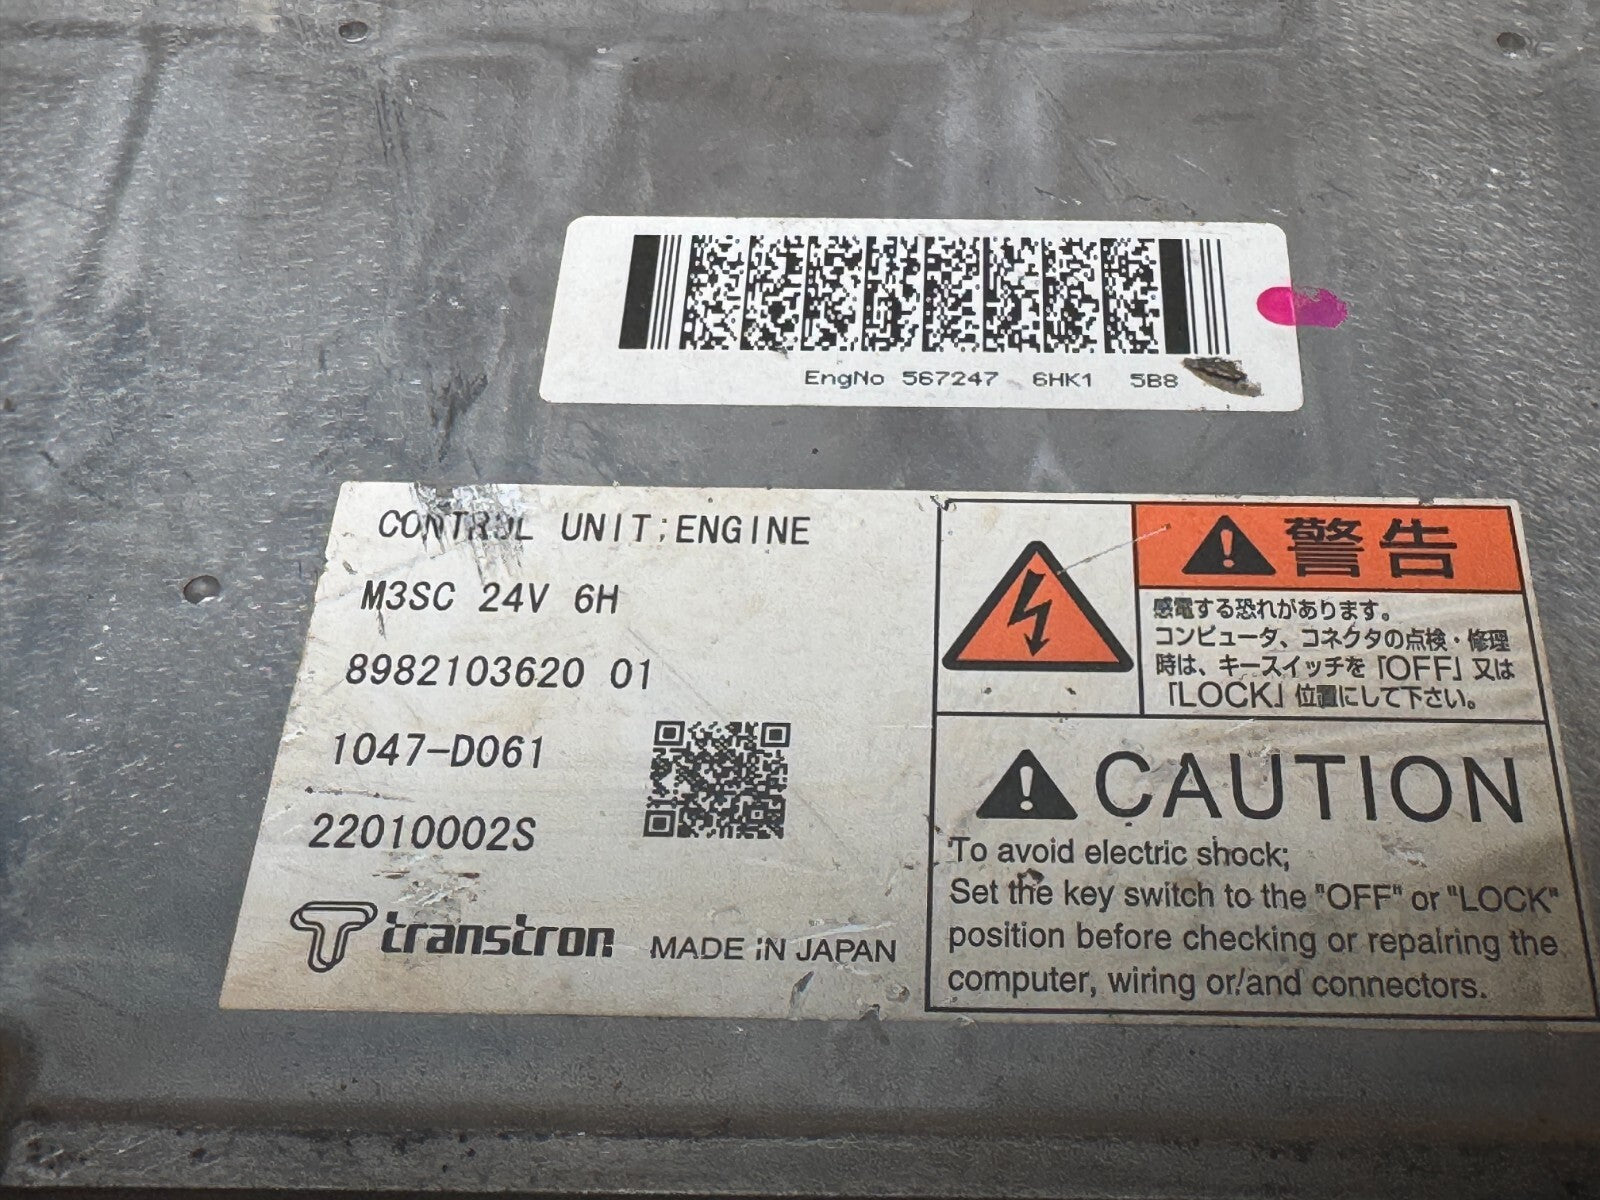 EngNo 567247 6HK1 5B8
CONTROL UNIT;ENGINE
M3SC 24V 6H
8982103620 01
1047-D061
22010002S
transtron MADE IN JAPAN
警告
感電する恐れがあります。
コンピュータ、コネクタの点検・修理
時は、キースイッチを「OFF」又は
「LOCK」位置にして下さい。
CAUTION
To avoid electric shock;
Set the key switch to the "OFF" or "LOCK"
position before checking or repairing the
computer, wiring or/and connectors.